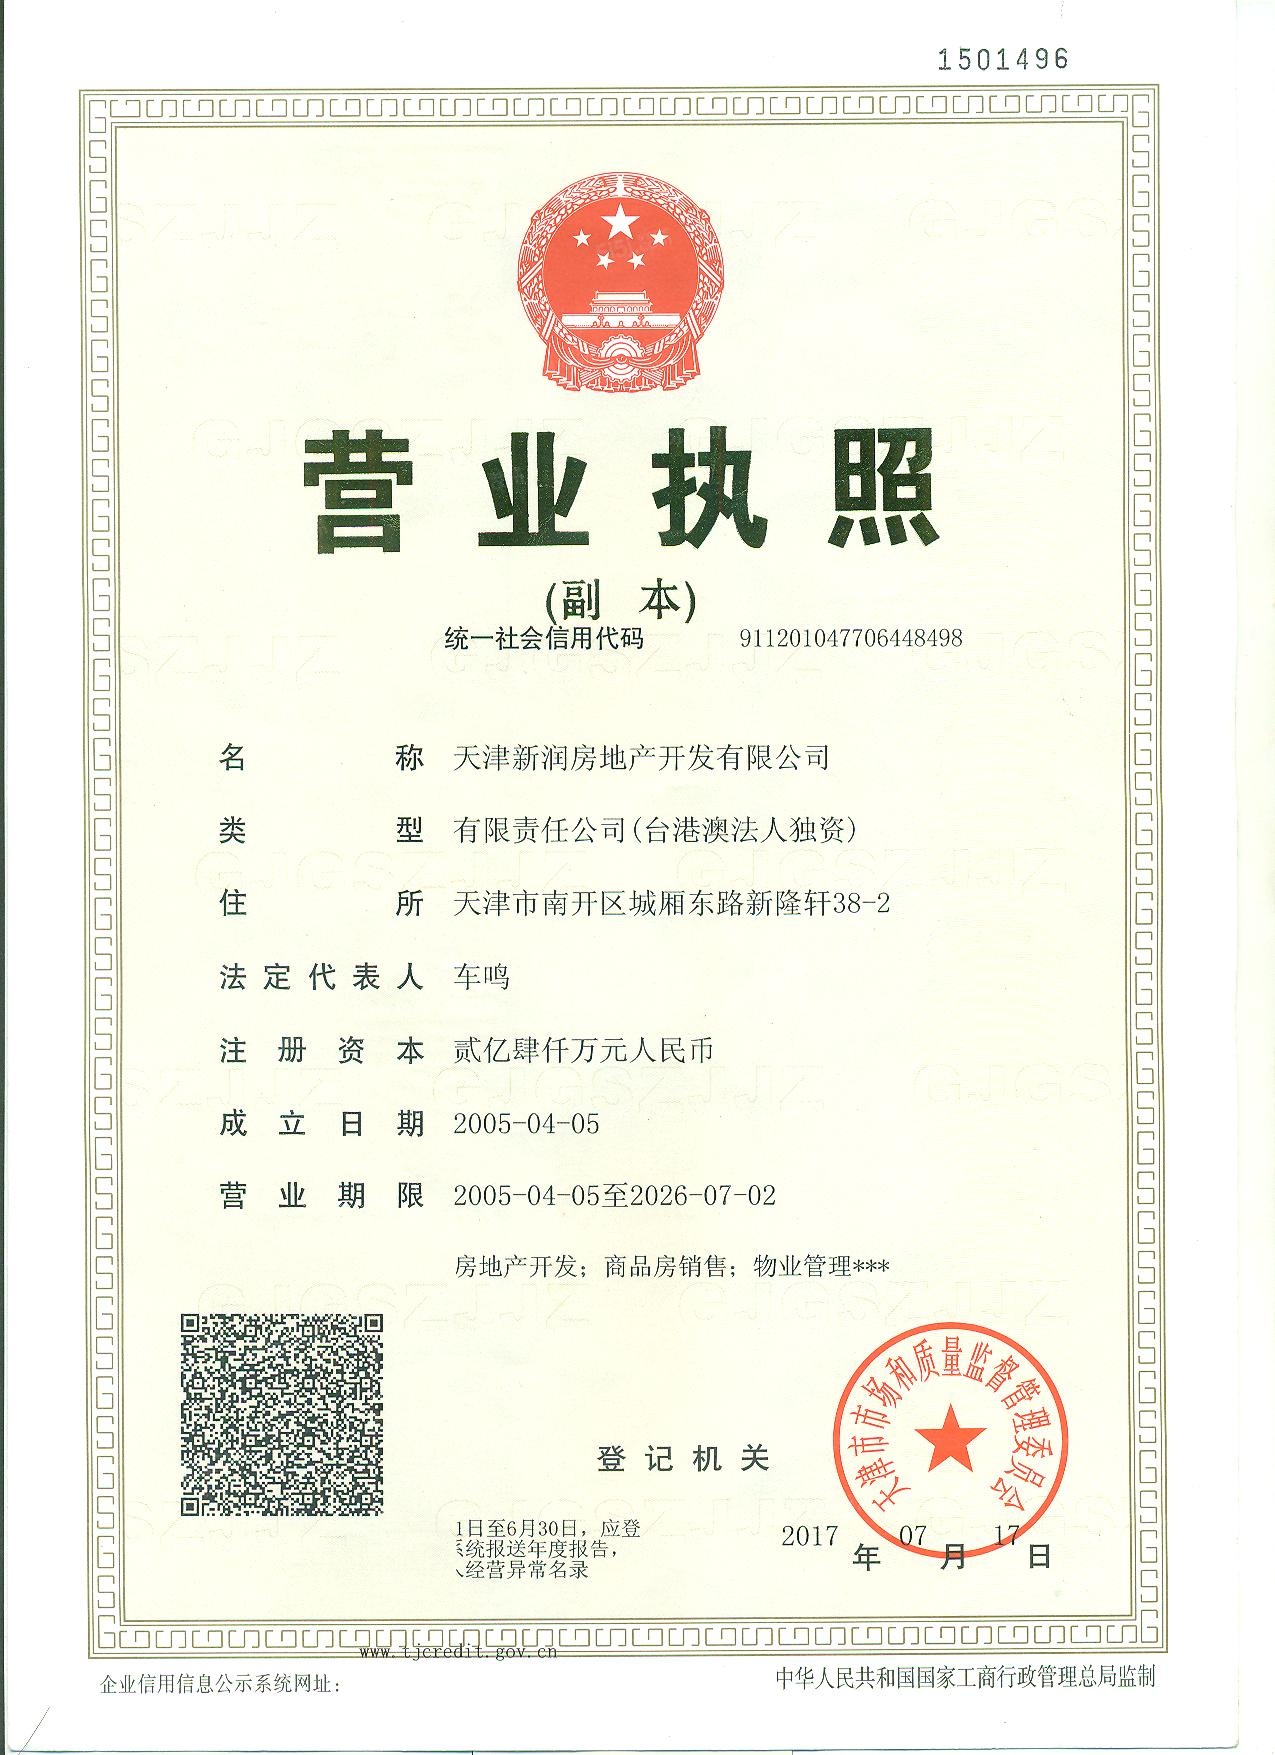 1501496
营业执照
(副 本)
统一社会信用代码 911201047706448498
名称 天津新润房地产开发有限公司
类型 有限责任公司(台港澳法人独资)
住所 天津市南开区城厢东路新隆轩38-2
法定代表人 车鸣
注册资本 贰亿肆仟万元人民币
成立日期 2005-04-05
营业期限 2005-04-05至2026-07-02
房地产开发；商品房销售；物业管理***
天津市市场和质量监督管理委员会
登记机关
1日至6月30日，应登
系统报送年度报告，
经营异常名录
2017 年 07 月 17 日
www.tjcredit.gov.cn
企业信用信息公示系统网址：
中华人民共和国国家工商行政管理总局监制